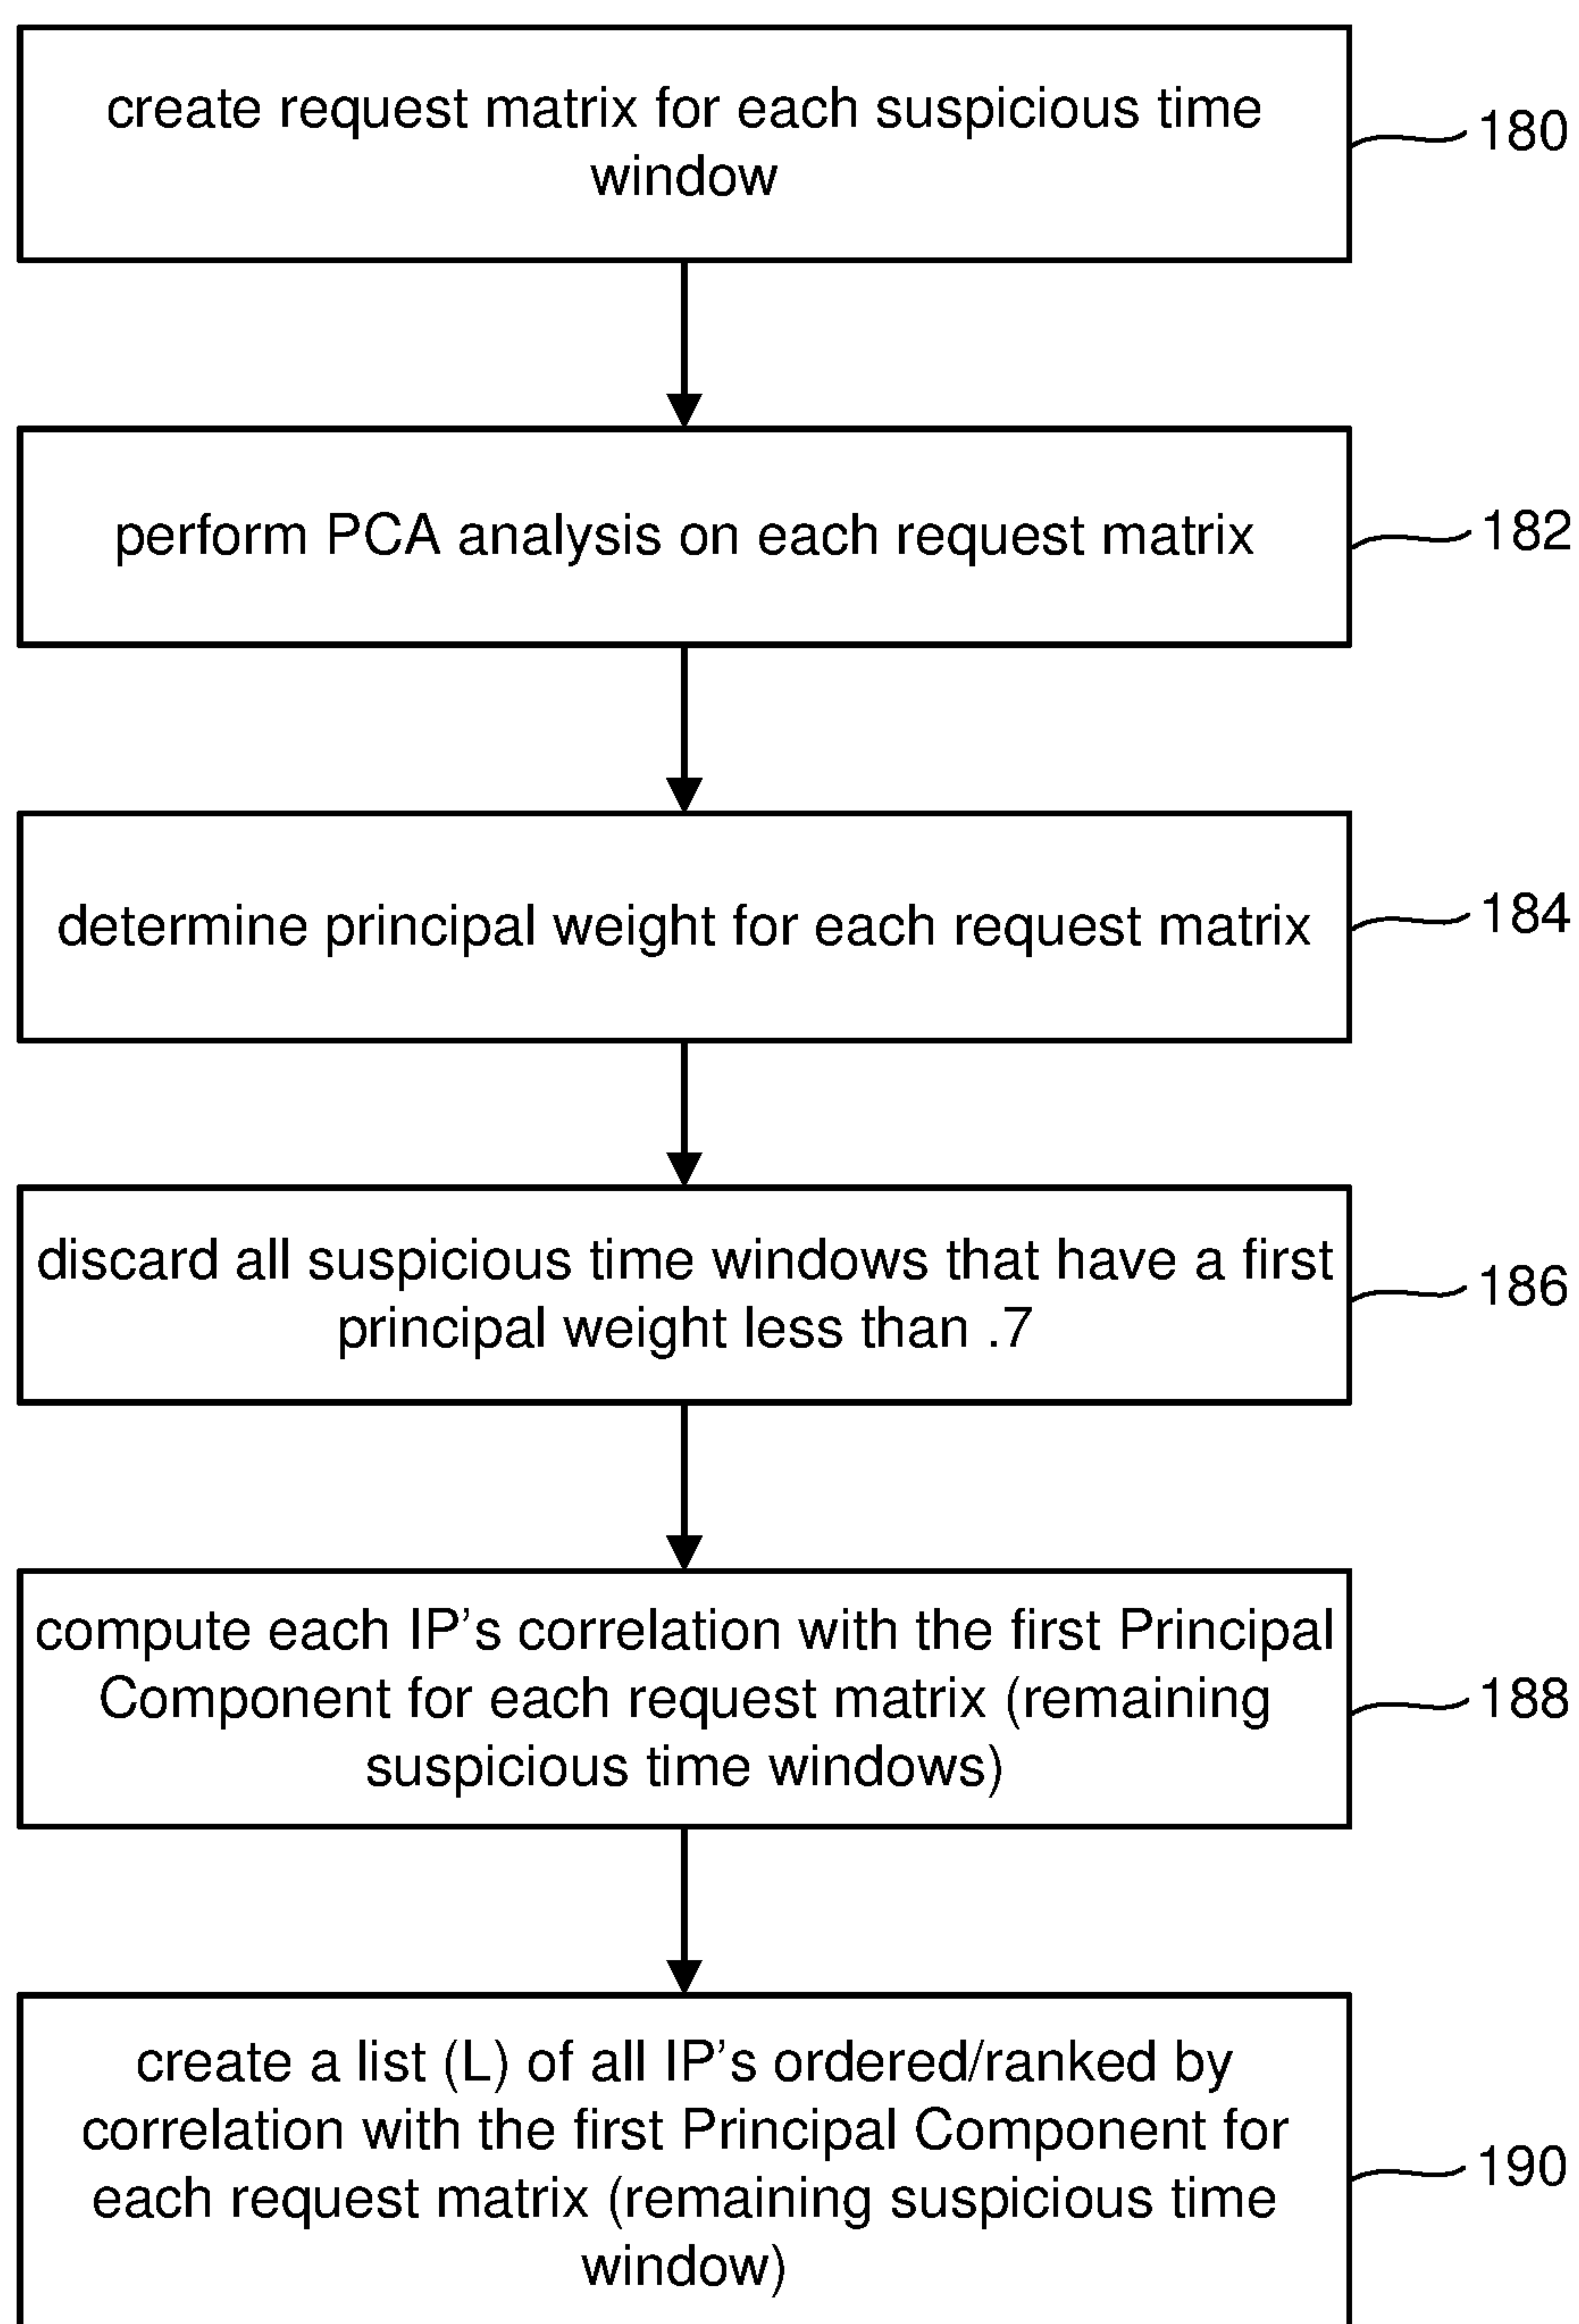 create request matrix for each suspicious time
window
180
perform PCA analysis on each request matrix
182
determine principal weight for each request matrix
184
discard all suspicious time windows that have a first
principal weight less than .7
186
compute each IP's correlation with the first Principal
Component for each request matrix (remaining
suspicious time windows)
188
create a list (L) of all IP's ordered/ranked by
correlation with the first Principal Component for
each request matrix (remaining suspicious time
window)
190